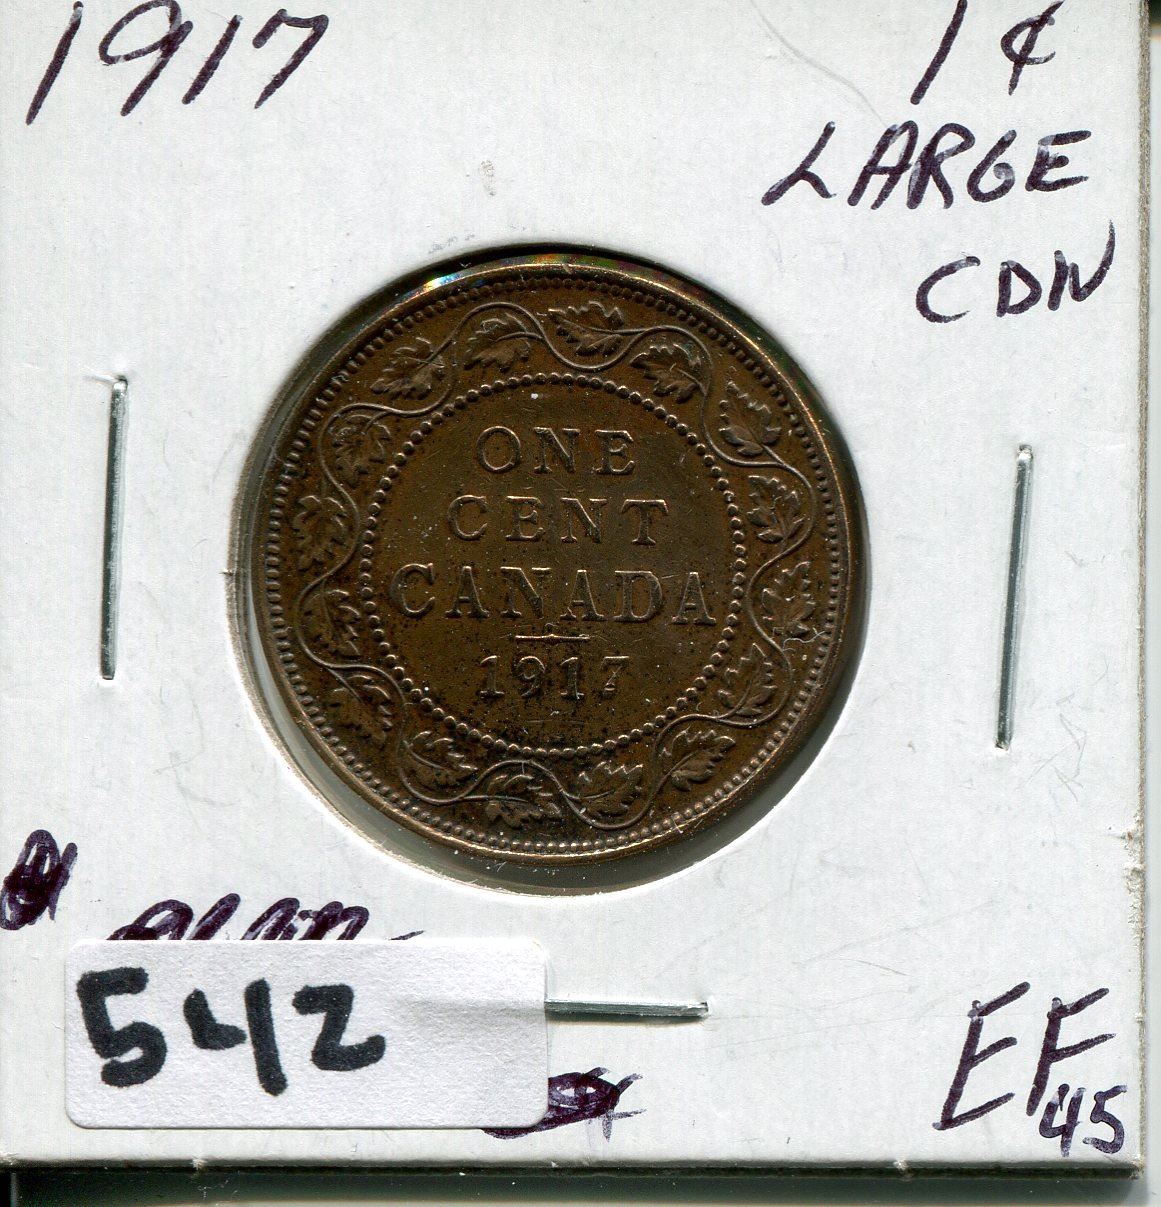 1917
1¢
LARGE
CDN
ONE
CENT
CANADA
1917
542
EF45